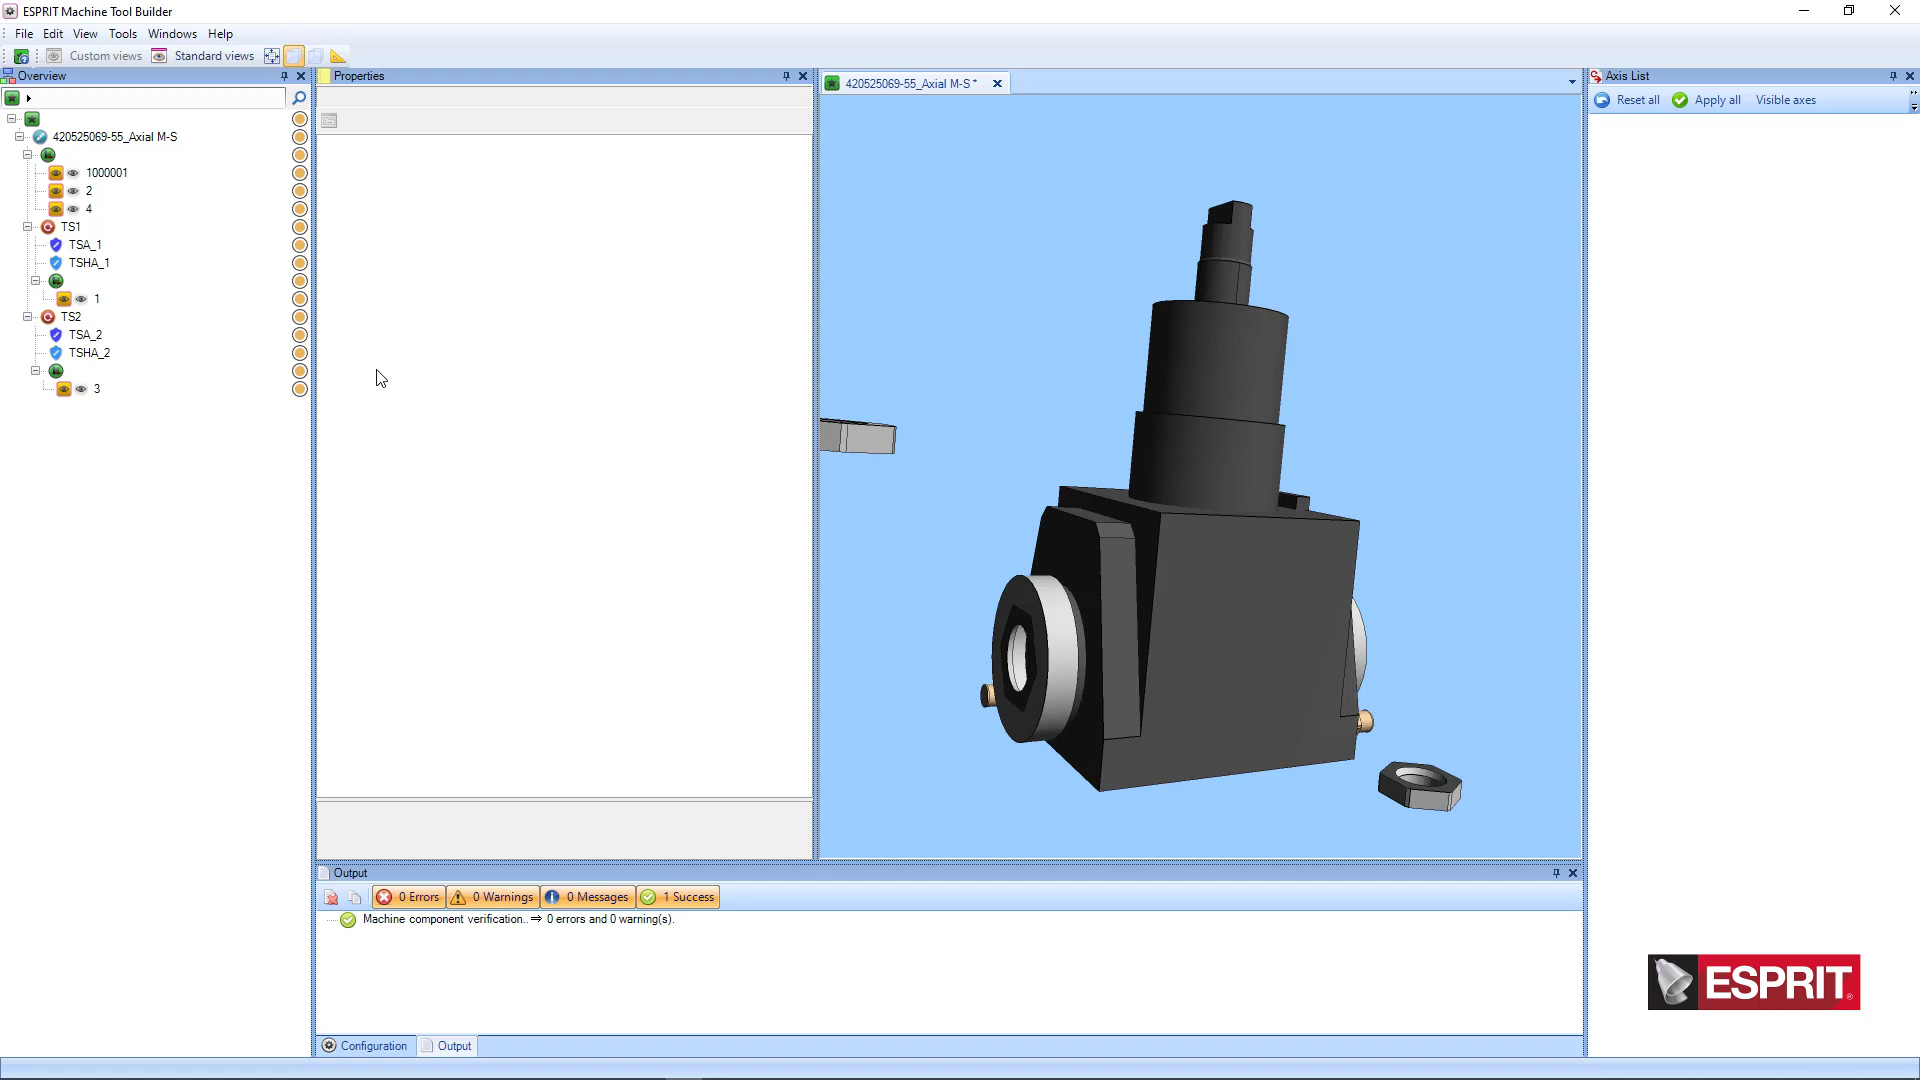 ESPRIT Machine Tool Builder
File Edit View Tools Windows Help
Custom views Standard views
Overview
420525069-55_Axial M-S
1000001
2
4
TS1
TSA_1
TSHA_1
1
TS2
TSA_2
TSHA_2
3
Properties
420525069-55_Axial M-S *
Axis List
Reset all Apply all Visible axes
Output
0 Errors 0 Warnings 0 Messages 1 Success
Machine component verification.. ⇒ 0 errors and 0 warning(s).
Configuration Output
ESPRIT®